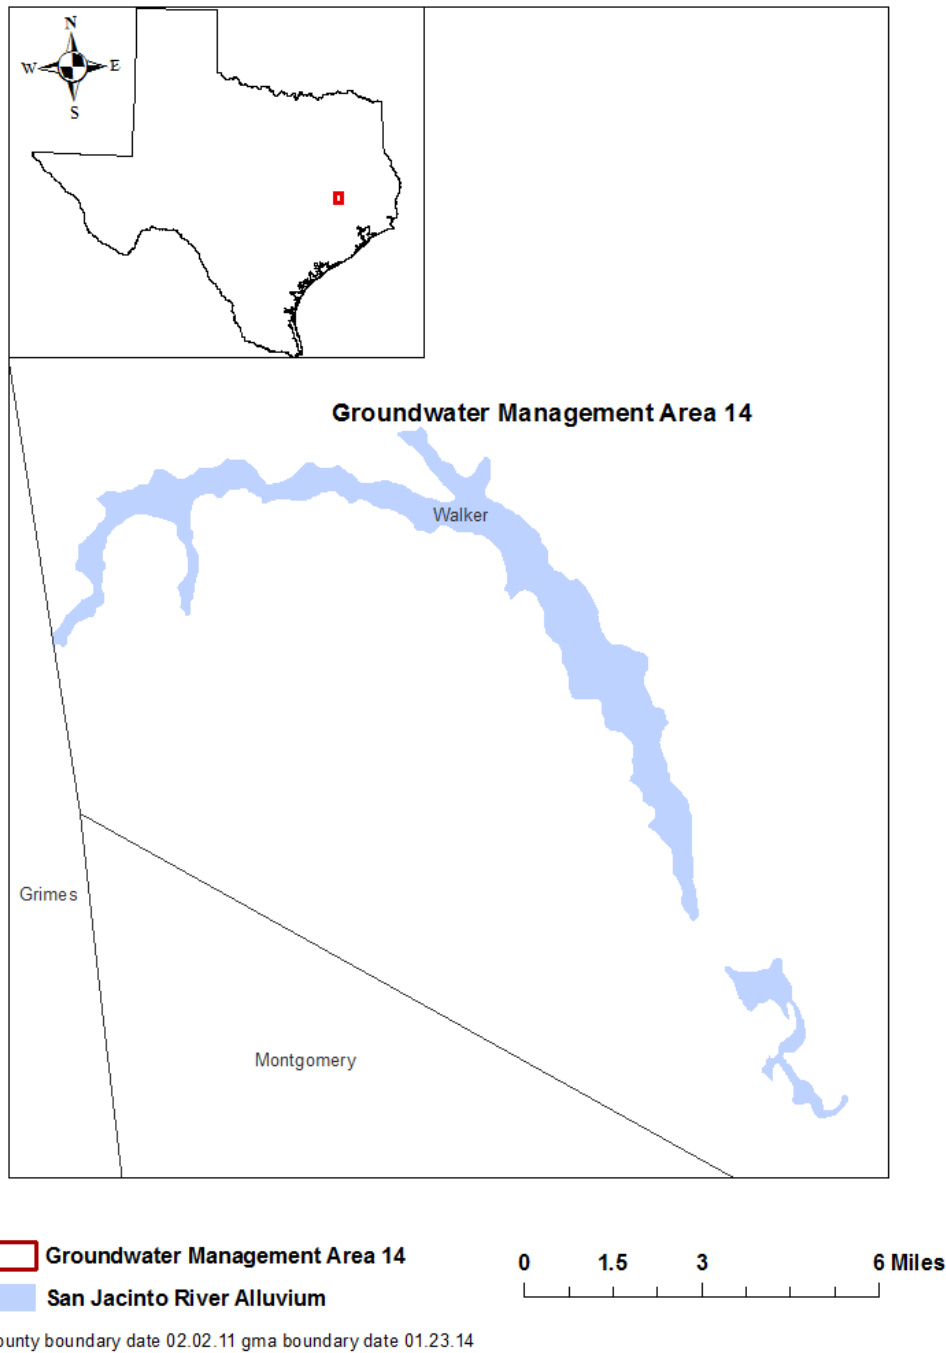 N
W E
S
Groundwater Management Area 14
Walker
Grimes
Montgomery
Groundwater Management Area 14
San Jacinto River Alluvium
0 1.5 3 6 Miles
ounty boundary date 02.02.11 gma boundary date 01.23.14